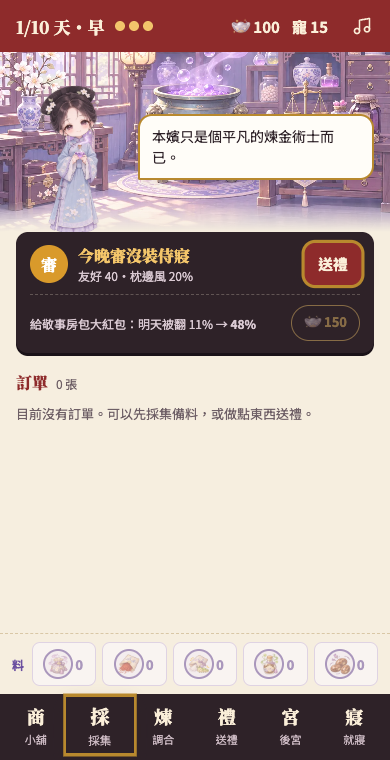 1/10 天・早 100 寵 15
本嬪只是個平凡的煉金術士而
已。
審 今晚審沒裝侍寢 送禮
友好 40・枕邊風 20%
給敬事房包大紅包：明天被翻 11% → 48% 150
訂單 0 張
目前沒有訂單。可以先採集備料，或做點東西送禮。
料 0 0 0 0 0
商 採 煉 禮 宮 寢
小舖 採集 調合 送禮 後宮 就寢